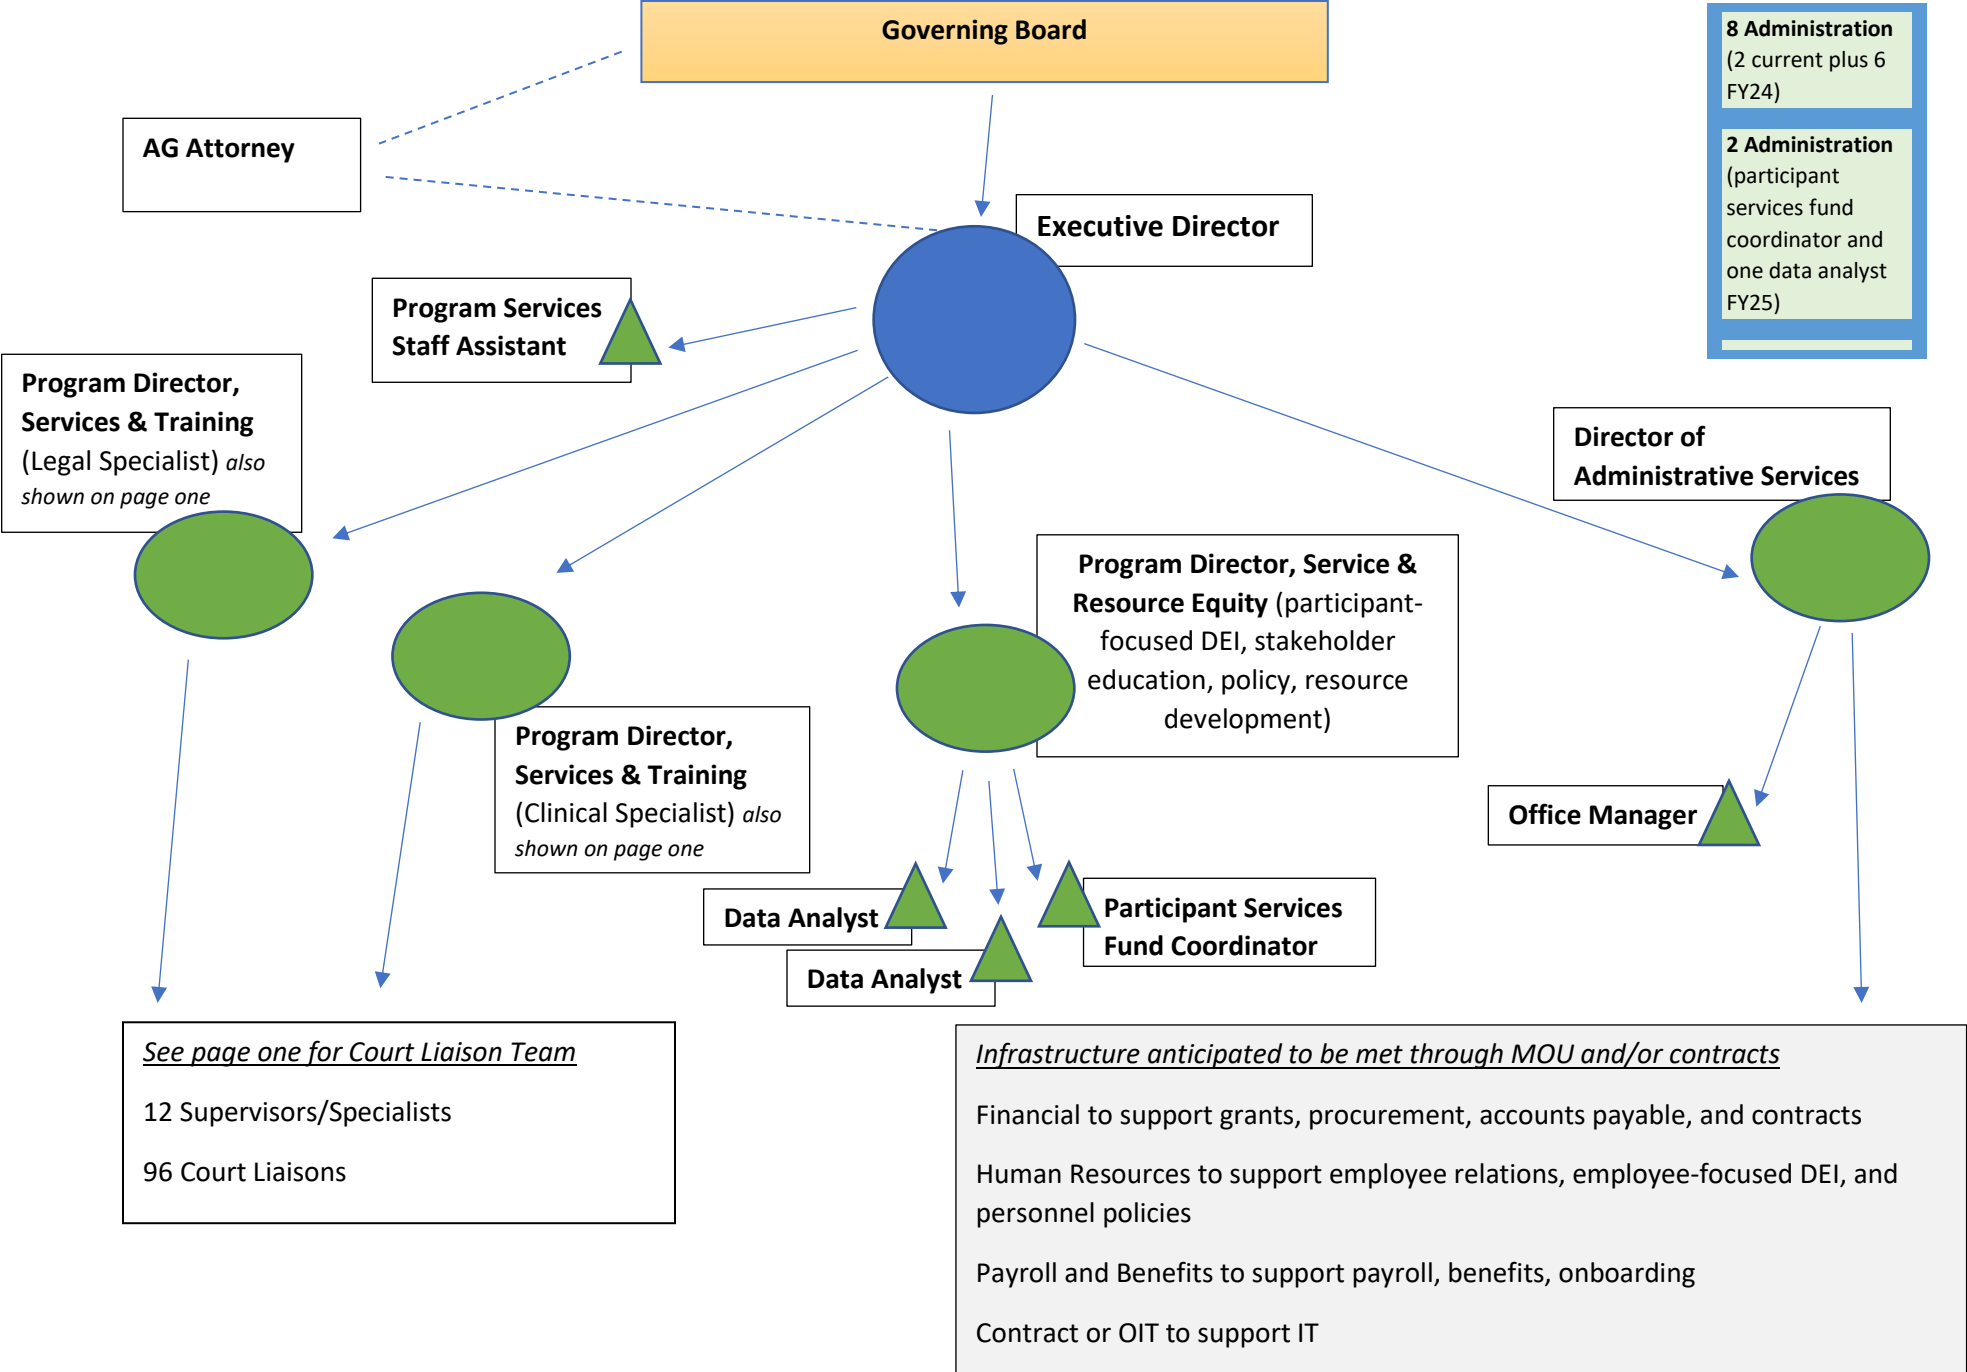 Governing Board
8 Administration
(2 current plus 6
FY24)
2 Administration
(participant
services fund
coordinator and
one data analyst
FY25)
AG Attorney
Executive Director
Program Services
Staff Assistant
Program Director,
Services & Training
(Legal Specialist) also
shown on page one
Director of
Administrative Services
Program Director, Service &
Resource Equity (participant-
focused DEI, stakeholder
education, policy, resource
development)
Program Director,
Services & Training
(Clinical Specialist) also
shown on page one
Office Manager
Data Analyst
Data Analyst
Participant Services
Fund Coordinator
See page one for Court Liaison Team
12 Supervisors/Specialists
96 Court Liaisons
Infrastructure anticipated to be met through MOU and/or contracts
Financial to support grants, procurement, accounts payable, and contracts
Human Resources to support employee relations, employee-focused DEI, and
personnel policies
Payroll and Benefits to support payroll, benefits, onboarding
Contract or OIT to support IT